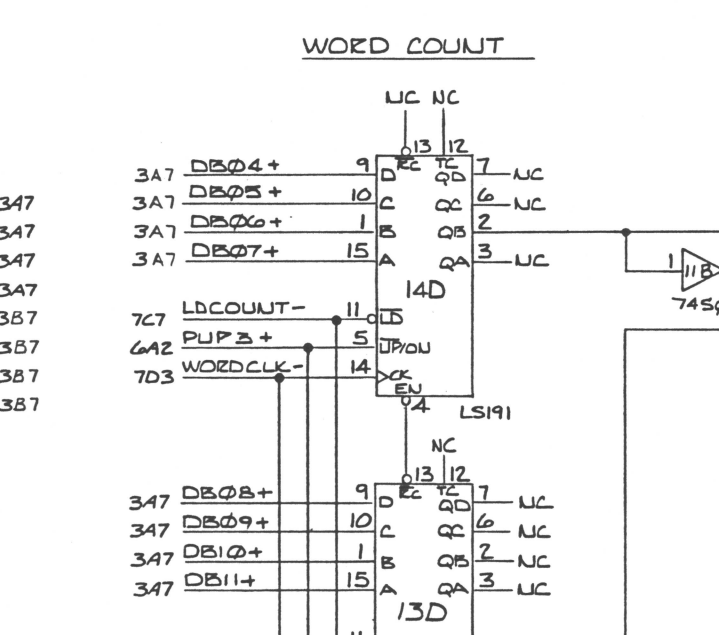 WORD COUNT
NC NC
13 12
3A7 DBØ4+ 9 D RC TC QD 7 NC
3A7 3A7 DBØ5+ 10 C QC 6 NC
3A7 3A7 DBØ6+ 1 B QB 2
3A7 3A7 DBØ7+ 15 A QA 3 NC
1 11B
3A7 14D
74S
3B7 7C7 LDCOUNT- 11 LD
3B7 6A2 PUP3+ 5 UP/DN
3B7 7D3 WORDCLK- 14 CK
EN
3B7 4 LS191
NC
13 12
3A7 DBØ8+ 9 D RC TC QD 7 NC
3A7 DBØ9+ 10 C QC 6 NC
3A7 DB1Ø+ 1 B QB 2 NC
3A7 DB11+ 15 A QA 3 NC
13D